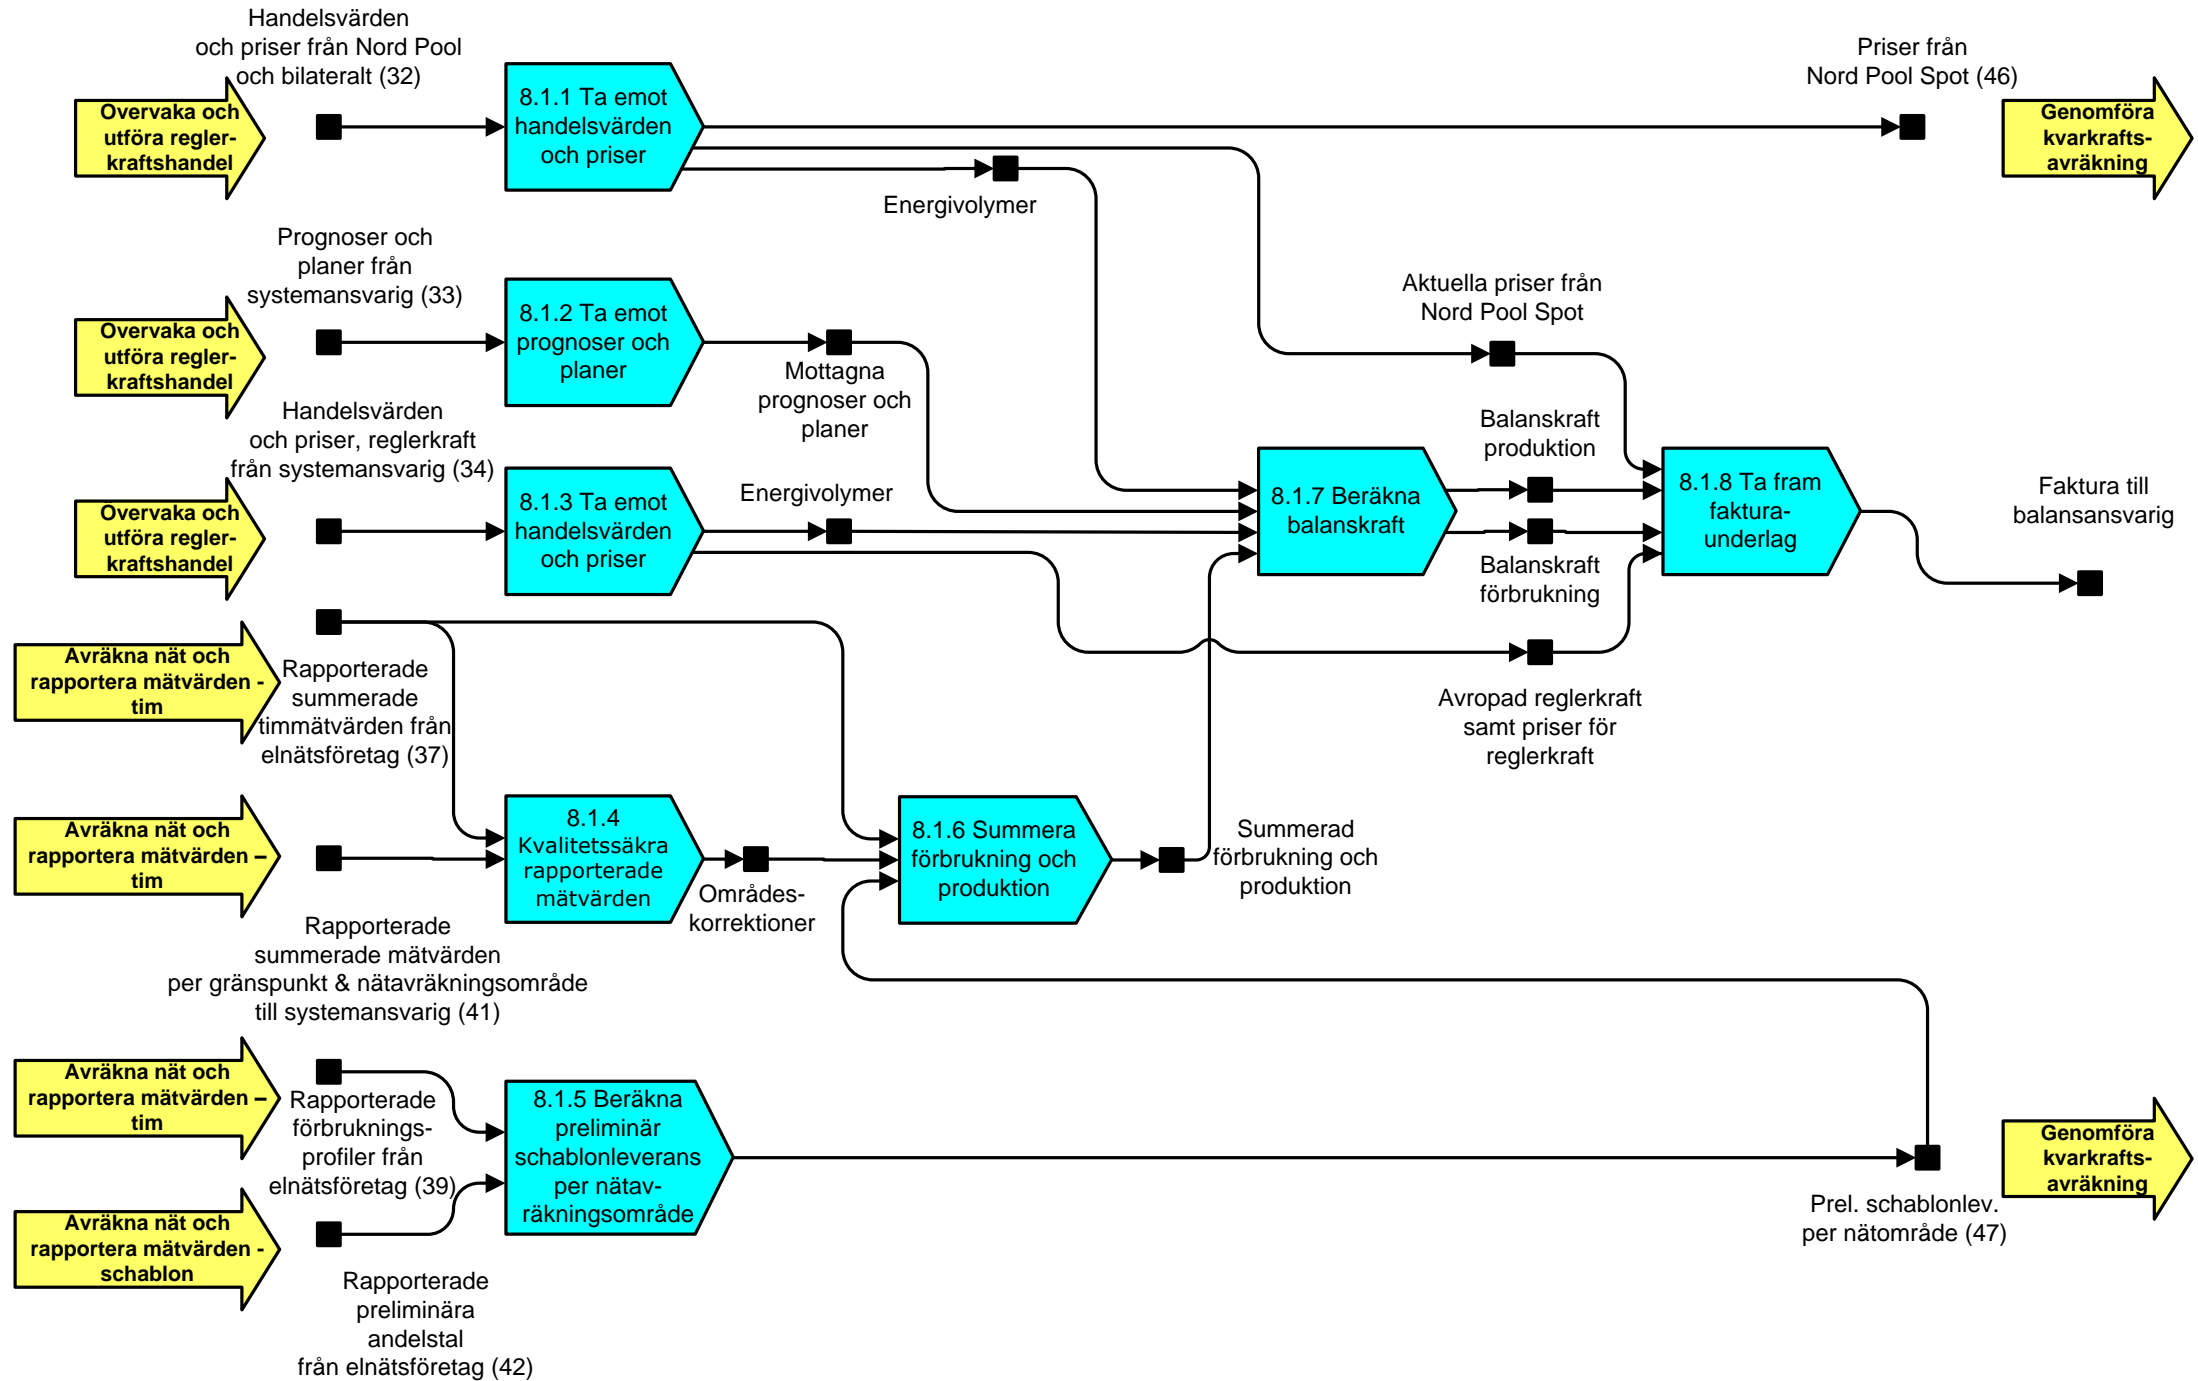 Handelsvärden
och priser från Nord Pool
och bilateralt (32)
Övervaka och
utföra regler-
kraftshandel
8.1.1 Ta emot
handelsvärden
och priser
Priser från
Nord Pool Spot (46)
Genomföra
kvarkrafts-
avräkning
Energivolymer
Prognoser och
planer från
systemansvarig (33)
Övervaka och
utföra regler-
kraftshandel
8.1.2 Ta emot
prognoser och
planer
Mottagna
prognoser och
planer
Aktuella priser från
Nord Pool Spot
Handelsvärden
och priser, reglerkraft
från systemansvarig (34)
Övervaka och
utföra regler-
kraftshandel
8.1.3 Ta emot
handelsvärden
och priser
Energivolymer
8.1.7 Beräkna
balanskraft
Balanskraft
produktion
Balanskraft
förbrukning
8.1.8 Ta fram
faktura-
underlag
Faktura till
balansansvarig
Avräkna nät och
rapportera mätvärden -
tim
Rapporterade
summerade
timmätvärden från
elnätsföretag (37)
Avropad reglerkraft
samt priser för
reglerkraft
Avräkna nät och
rapportera mätvärden –
tim
8.1.4
Kvalitetssäkra
rapporterade
mätvärden
Områdes-
korrektioner
8.1.6 Summera
förbrukning och
produktion
Summerad
förbrukning och
produktion
Rapporterade
summerade mätvärden
per gränspunkt & nätavräkningsområde
till systemansvarig (41)
Avräkna nät och
rapportera mätvärden –
tim
Rapporterade
förbruknings-
profiler från
elnätsföretag (39)
8.1.5 Beräkna
preliminär
schablonleverans
per nätav-
räkningsområde
Genomföra
kvarkrafts-
avräkning
Prel. schablonlev.
per nätområde (47)
Avräkna nät och
rapportera mätvärden -
schablon
Rapporterade
preliminära
andelstal
från elnätsföretag (42)